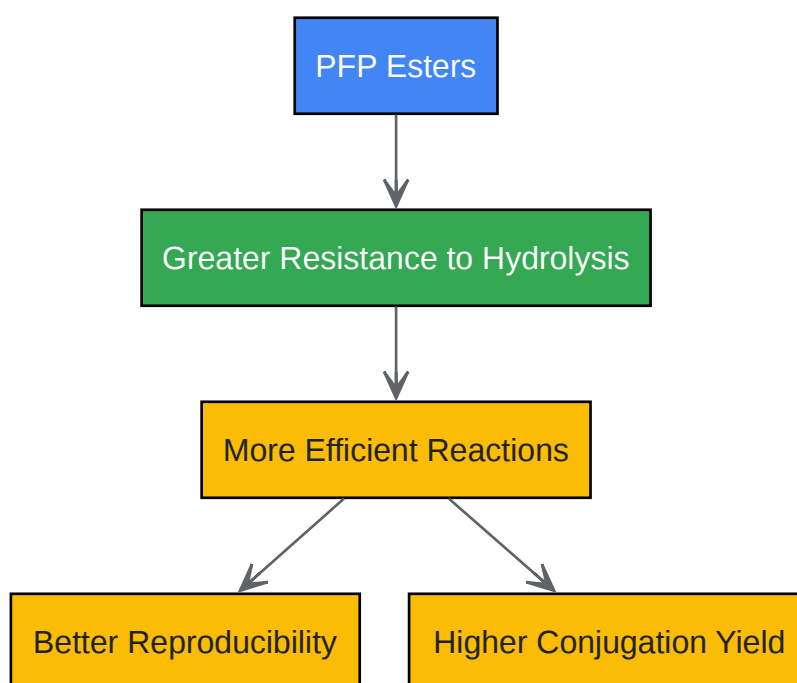 PFP Esters
Greater Resistance to Hydrolysis
More Efficient Reactions
Better Reproducibility
Higher Conjugation Yield